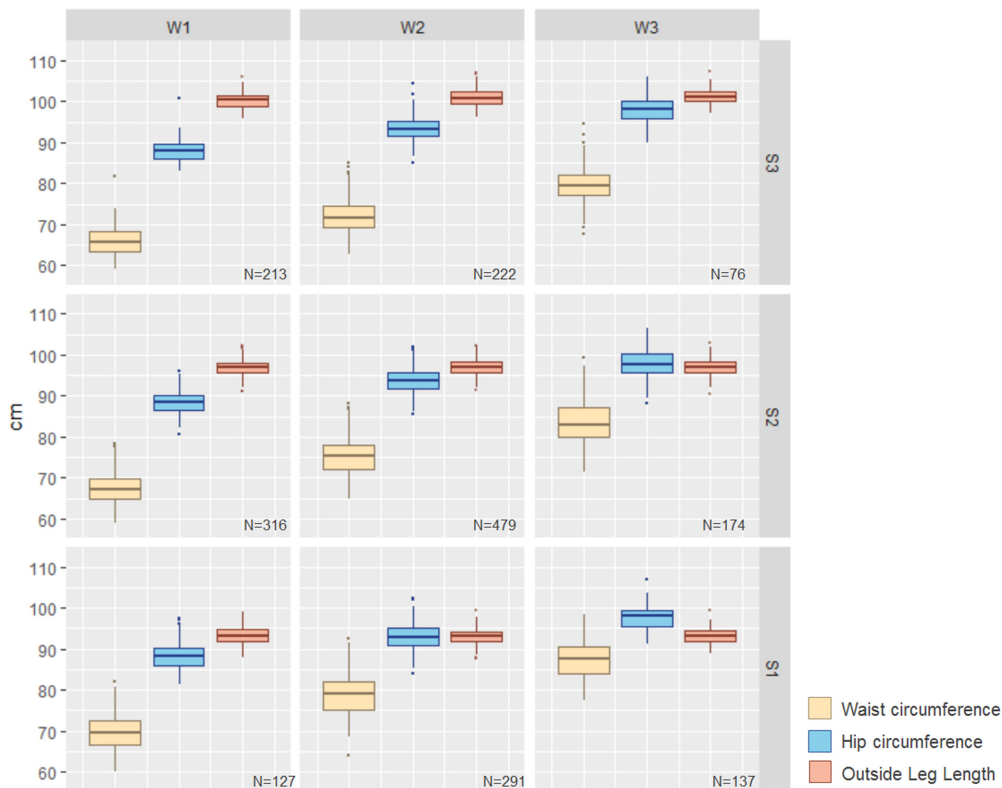 W1 W2 W3
110
100
90
80
70
60
N=213 N=222 N=76
S3
110
100
90
80
70
60
N=316 N=479 N=174
S2
cm
110
100
90
80
70
60
N=127 N=291 N=137
S1
Waist circumference
Hip circumference
Outside Leg Length